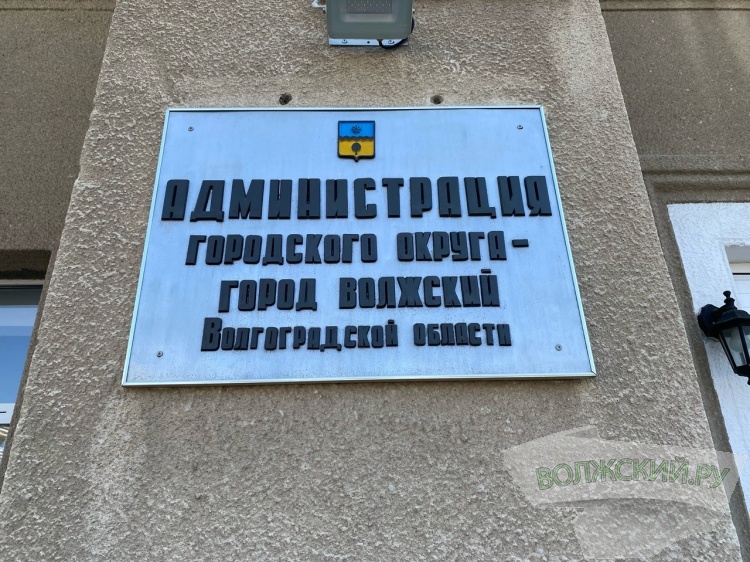 АДМИНИСТРАЦИЯ
ГОРОДСКОГО ОКРУГА –
ГОРОД ВОЛЖСКИЙ
ВОЛГОГРАДСКОЙ ОБЛАСТИ
ВОЛЖСКИЙ.РУ